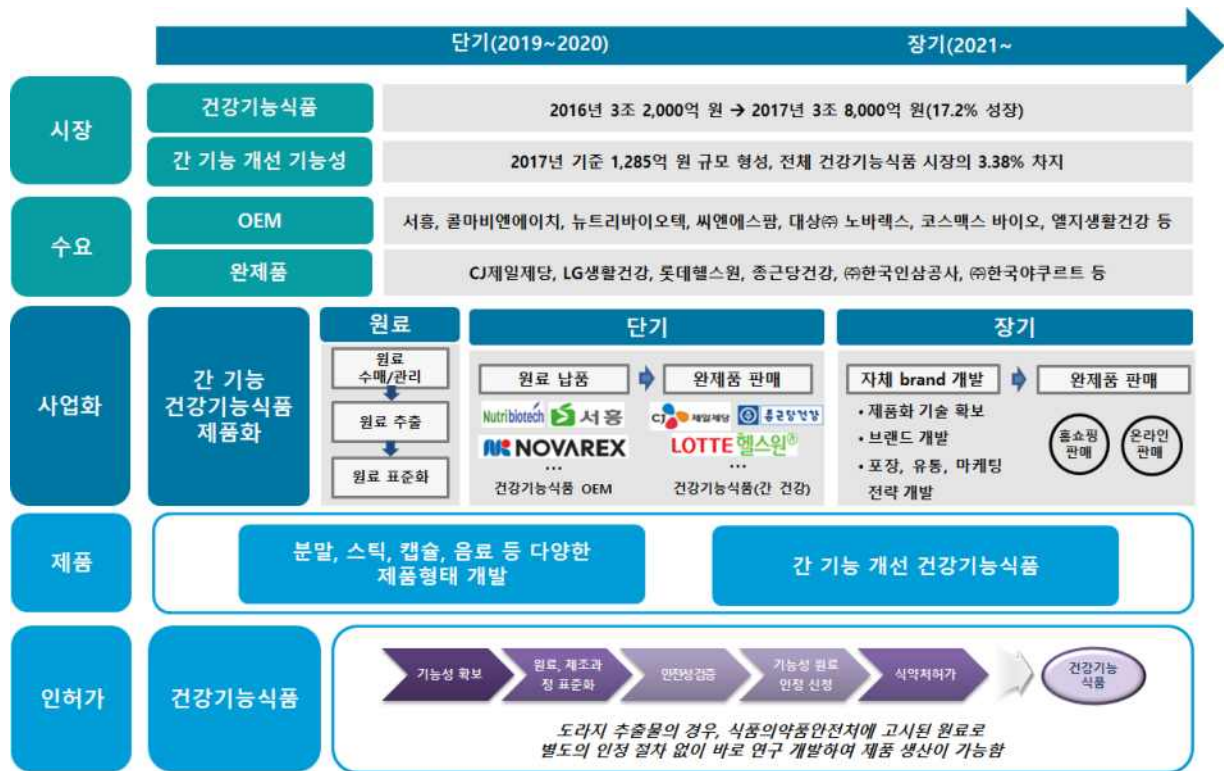 단기(2019~2020)
장기(2021~
시장
건강기능식품
2016년 3조 2,000억 원 → 2017년 3조 8,000억 원(17.2% 성장)
간 기능 개선 기능성
2017년 기준 1,285억 원 규모 형성, 전체 건강기능식품 시장의 3.38% 차지
수요
OEM
서흥, 콜마비앤에이치, 뉴트리바이오텍, 씨앤에스팜, 대상㈜ 노바렉스, 코스맥스 바이오, 엘지생활건강 등
완제품
CJ제일제당, LG생활건강, 롯데헬스원, 종근당건강, ㈜한국인삼공사, ㈜한국야쿠르트 등
사업화
간 기능
건강기능식품
제품화
원료
원료
수매/관리
원료 추출
원료 표준화
단기
원료 납품
완제품 판매
Nutribiotech 서흥
NOVAREX
...
건강기능식품 OEM
CJ 제일제당 종근당건강
LOTTE 헬스원®
...
건강기능식품(간 건강)
장기
자체 brand 개발
완제품 판매
• 제품화 기술 확보
• 브랜드 개발
• 포장, 유통, 마케팅
전략 개발
홈쇼핑
판매
온라인
판매
제품
분말, 스틱, 캡슐, 음료 등 다양한
제품형태 개발
간 기능 개선 건강기능식품
인허가
건강기능식품
기능성 확보
원료, 제조과
정 표준화
안전성 검증
기능성 원료
인정 신청
식약처허가
건강기능
식품
도라지 추출물의 경우, 식품의약품안전처에 고시된 원료로
별도의 인정 절차 없이 바로 연구 개발하여 제품 생산이 가능함